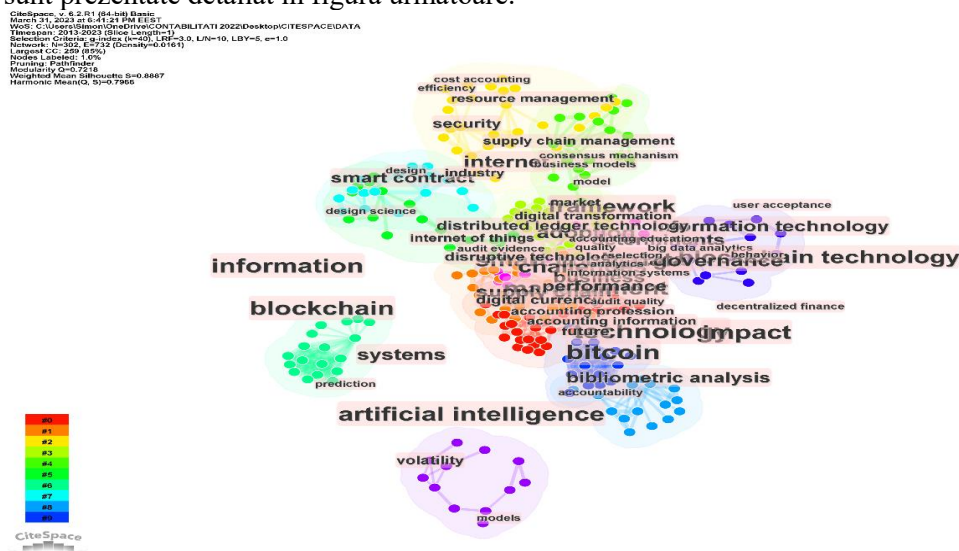 sunt prezentate detaliat în figura următoare.
CiteSpace, v. 6.2.R1 (64-bit) Basic
March 31, 2023 at 6:41:21 PM EEST
WoS: C:\Users\Simon\OneDrive\CONTABILITATI 2022\Desktop\CITESPACE\DATA
Timespan: 2013-2023 (Slice Length=1)
Selection Criteria: g-index (k=40), LRF=3.0, L/N=10, LBY=5, e=1.0
Network: N=302, E=732 (Density=0.0161)
Largest CC: 259 (85%)
Nodes Labeled: 1.0%
Pruning: Pathfinder
Modularity Q=0.7218
Weighted Mean Silhouette S=0.8887
Harmonic Mean(Q, S)=0.7966
cost accounting
efficiency
resource management
security
supply chain management
consensus mechanism
business models
design
industry
smart contract
model
design science
market
framework
user acceptance
digital transformation
distributed ledger technology
internet of things
accounting education
audit evidence
quality
big data analytics
selection
behavior
governance
analytics
information systems
information
business
performance
digital currency
audit quality
blockchain
decentralized finance
accounting profession
accounting information
future
technology
impact
bitcoin
systems
bibliometric analysis
prediction
accountability
artificial intelligence
volatility
models
#0
#1
#2
#3
#4
#5
#6
#7
#8
#9
CiteSpace